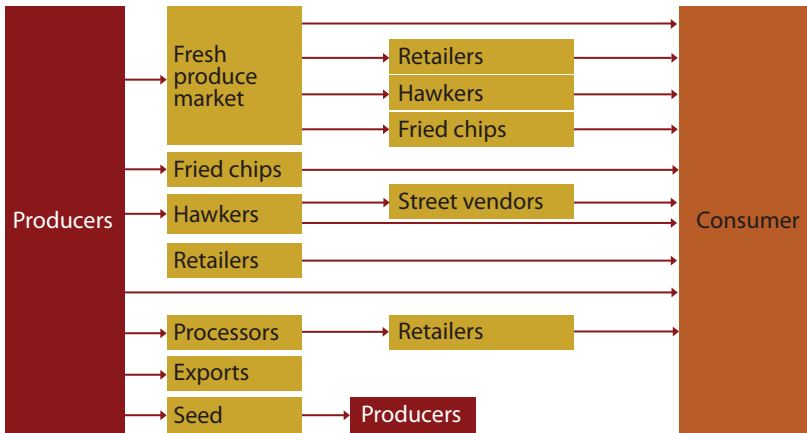 Producers
Fresh
produce
market
Retailers
Hawkers
Fried chips
Fried chips
Hawkers
Street vendors
Retailers
Processors
Retailers
Exports
Seed
Producers
Consumer